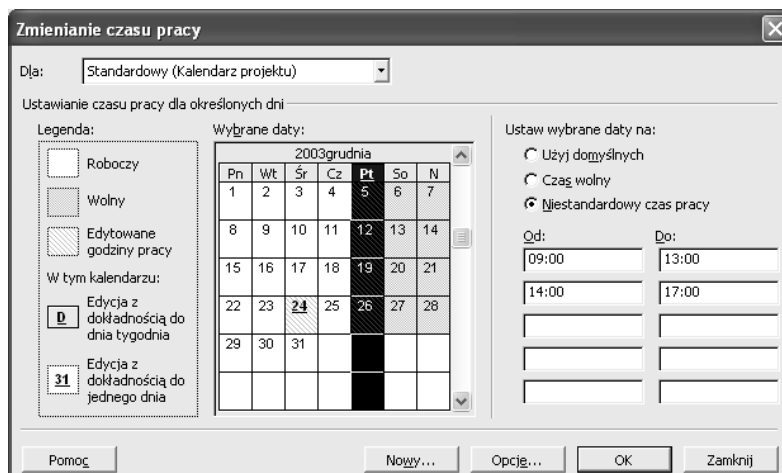 Zmienianie czasu pracy
Dla:
Standardowy (Kalendarz projektu)
Ustawianie czasu pracy dla określonych dni
Legenda:
Roboczy
Wolny
Edytowane
godziny pracy
W tym kalendarzu:
D
Edycja z
dokładnością do
dnia tygodnia
31
Edycja z
dokładnością do
jednego dnia
Wybrane daty:
2003grudnia
Pn Wt Śr Cz Pt So N
1 2 3 4 5 6 7
8 9 10 11 12 13 14
15 16 17 18 19 20 21
22 23 24 25 26 27 28
29 30 31
Ustaw wybrane daty na:
Użyj domyślnych
Czas wolny
Niestandardowy czas pracy
Od: Do:
09:00 13:00
14:00 17:00
Pomoc
Nowy...
Opcje...
OK
Zamknij